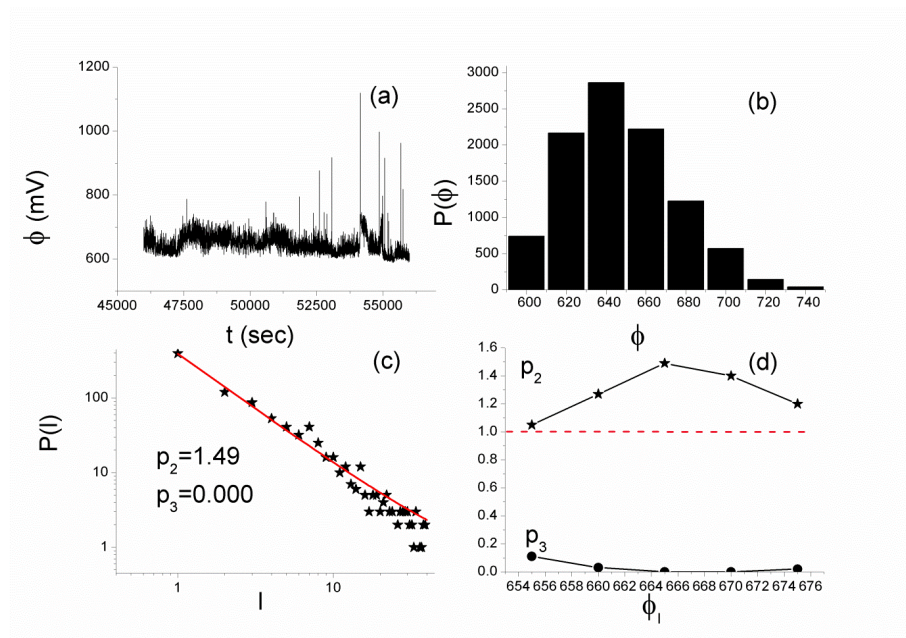 1200
1000
800
600
ϕ (mV)
(a)
45000 47500 50000 52500 55000
t (sec)
3000
2500
2000
1500
1000
500
0
P(ϕ)
(b)
600 620 640 660 680 700 720 740
ϕ
100
10
1
P(l)
(c)
p2=1.49
p3=0.000
1 10
l
1.6
1.4
1.2
1.0
0.8
0.6
0.4
0.2
0.0
(d)
p2
p3
654 656 658 660 662 664 666 668 670 672 674 676
ϕl